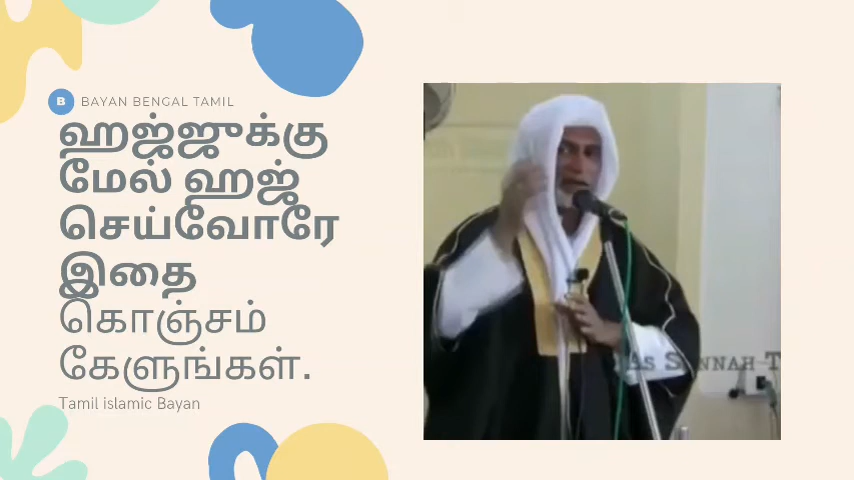 B BAYAN BENGAL TAMIL
ஹஜ்ஜுக்கு
மேல் ஹஜ்
செய்வோரே
இதை
கொஞ்சம்
கேளுங்கள்.
Tamil islamic Bayan